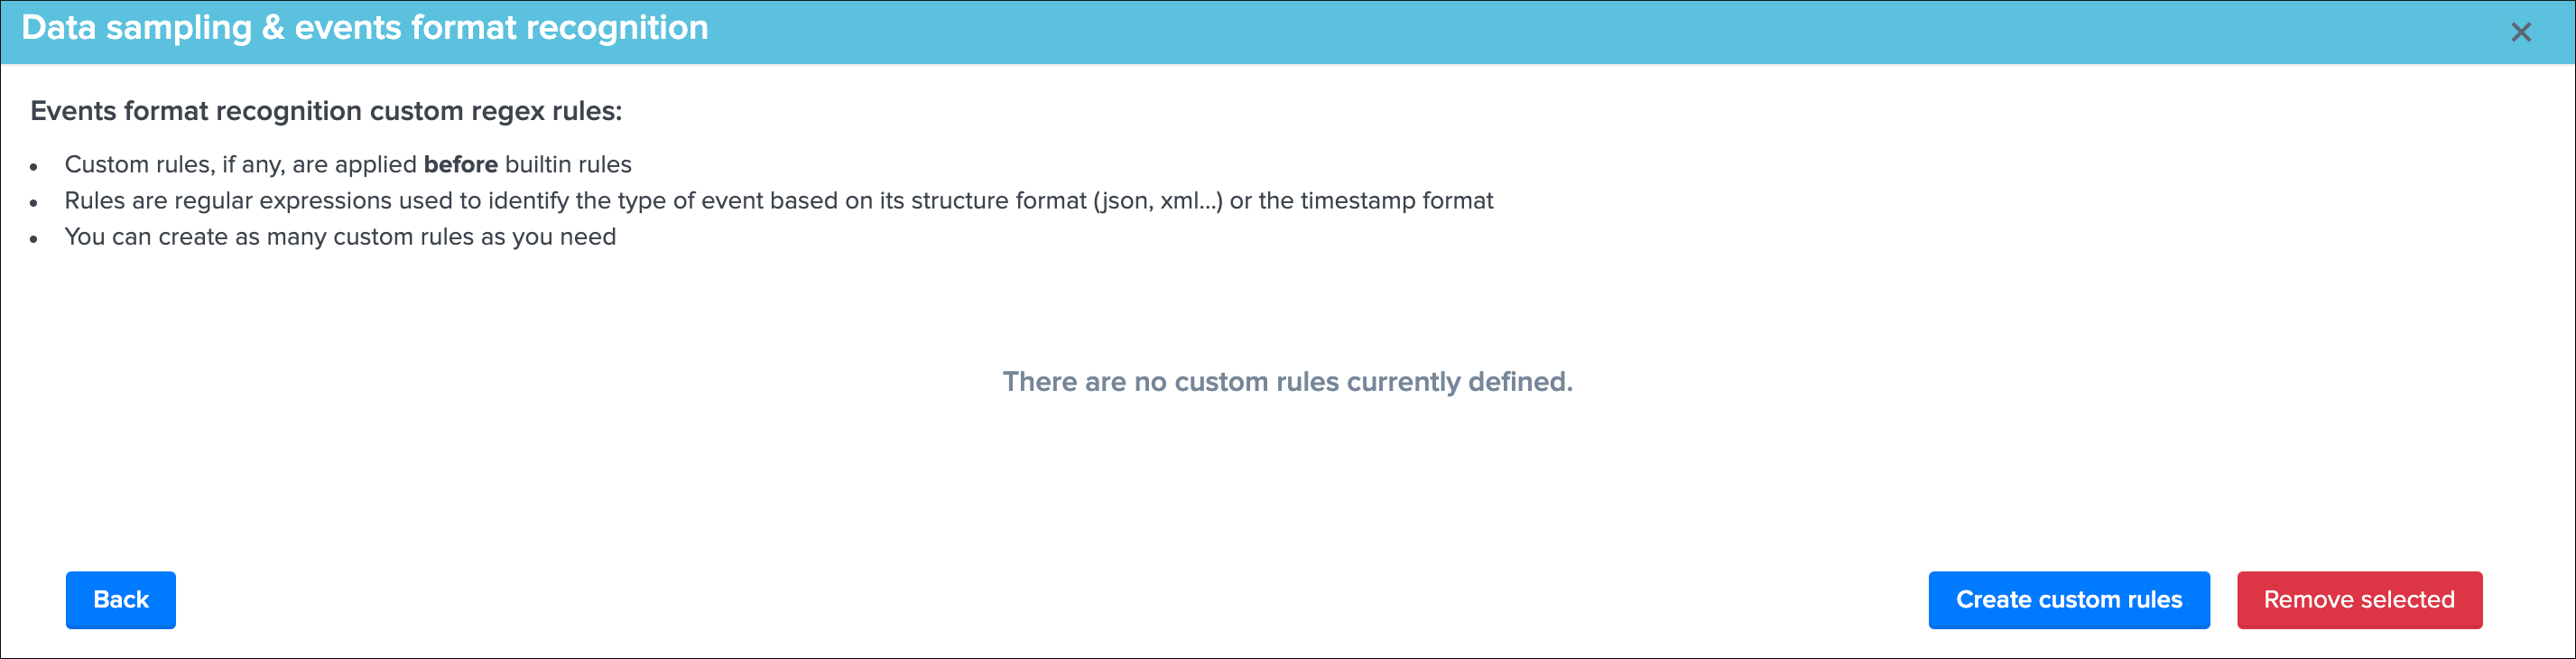 Data sampling & events format recognition
Events format recognition custom regex rules:
Custom rules, if any, are applied before builtin rules
Rules are regular expressions used to identify the type of event based on its structure format (json, xml...) or the timestamp format
You can create as many custom rules as you need
There are no custom rules currently defined.
Back
Create custom rules
Remove selected